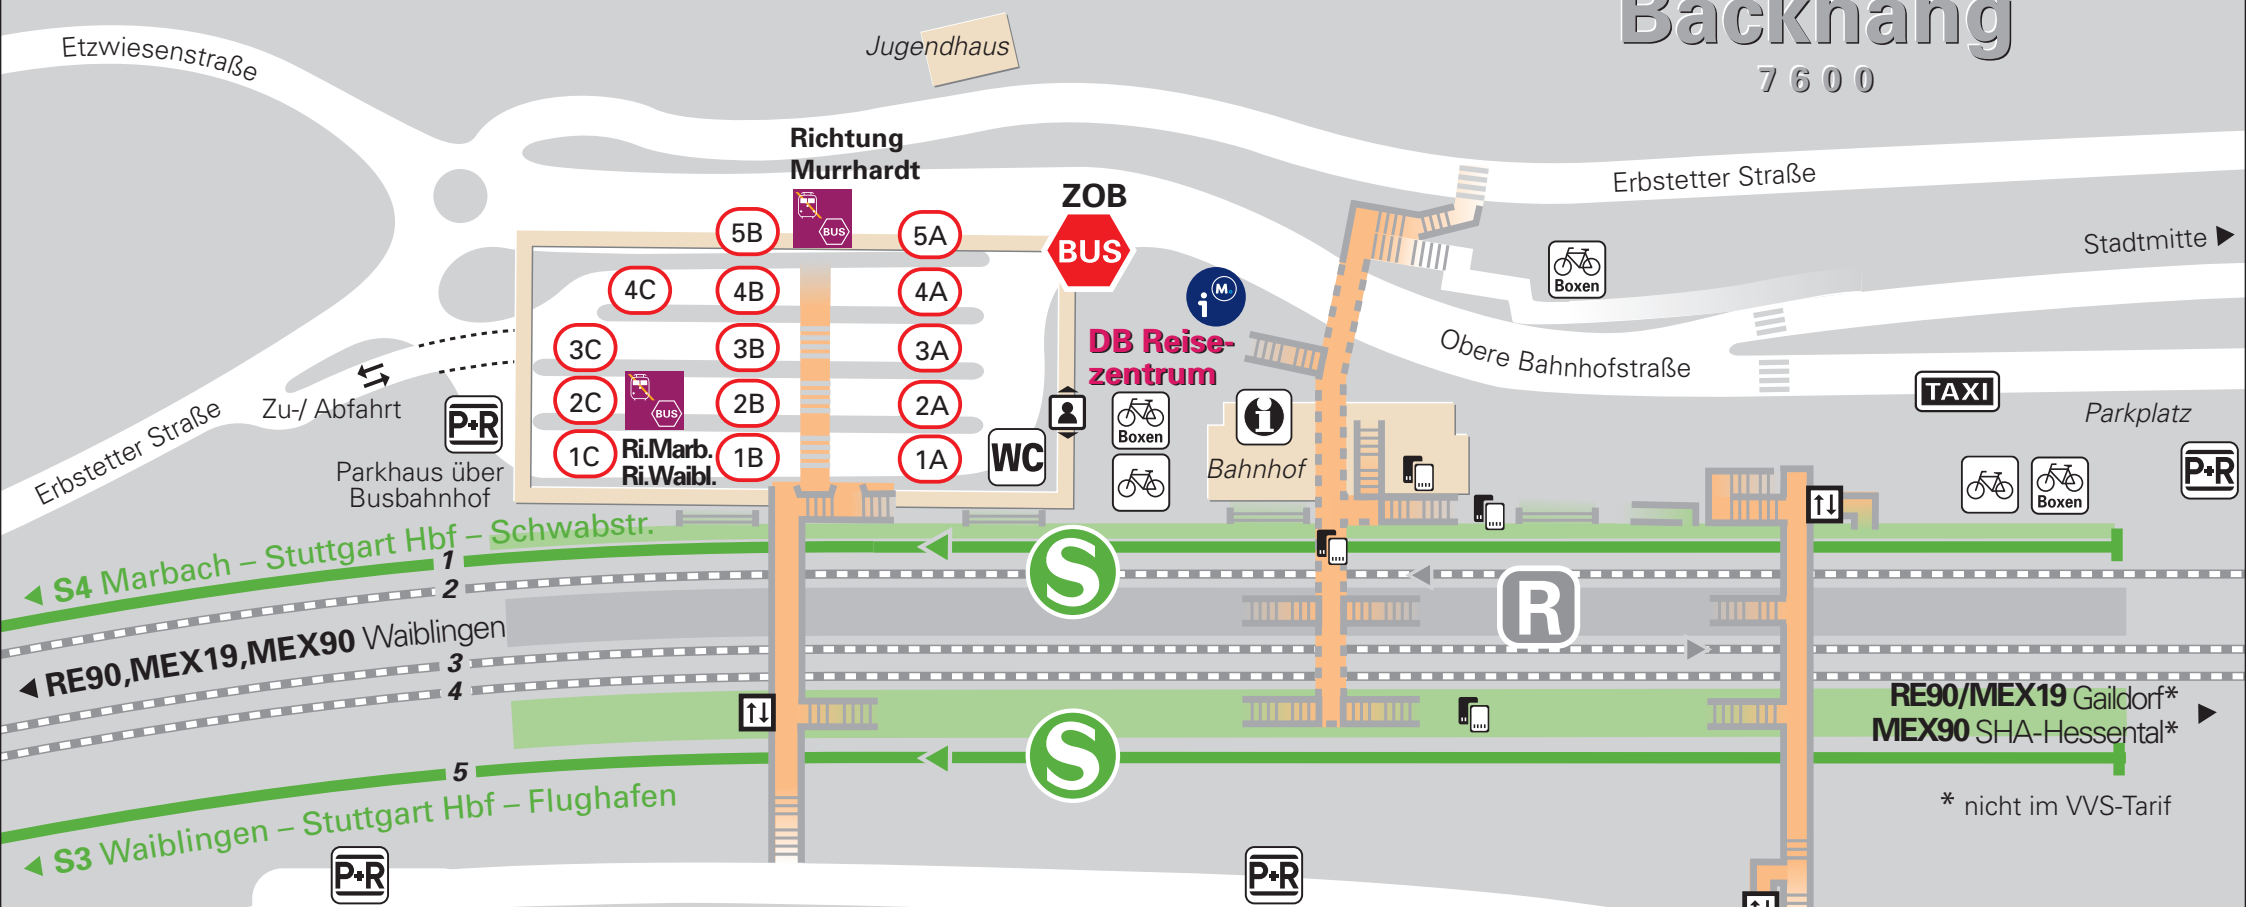 Backnang
7600
Etzwiesenstraße
Jugendhaus
Richtung
Murrhardt
BUS
ZOB
BUS
Erbstetter Straße
Stadtmitte
5B
5A
4C
4B
4A
3C
3B
3A
2C
BUS
2B
2A
1C
Ri.Marb.
Ri.Waibl.
1B
1A
WC
i M
DB Reise-
zentrum
Boxen
Boxen
Obere Bahnhofstraße
TAXI
Parkplatz
P+R
Boxen
i
Bahnhof
Zu-/ Abfahrt
P+R
Parkhaus über
Busbahnhof
Erbstetter Straße
S4 Marbach – Stuttgart Hbf – Schwabstr.
1
2
S
R
RE90,MEX19,MEX90 Waiblingen
3
4
RE90/MEX19 Gaildorf*
MEX90 SHA-Hessental*
S
5
S3 Waiblingen – Stuttgart Hbf – Flughafen
* nicht im VVS-Tarif
P+R
P+R